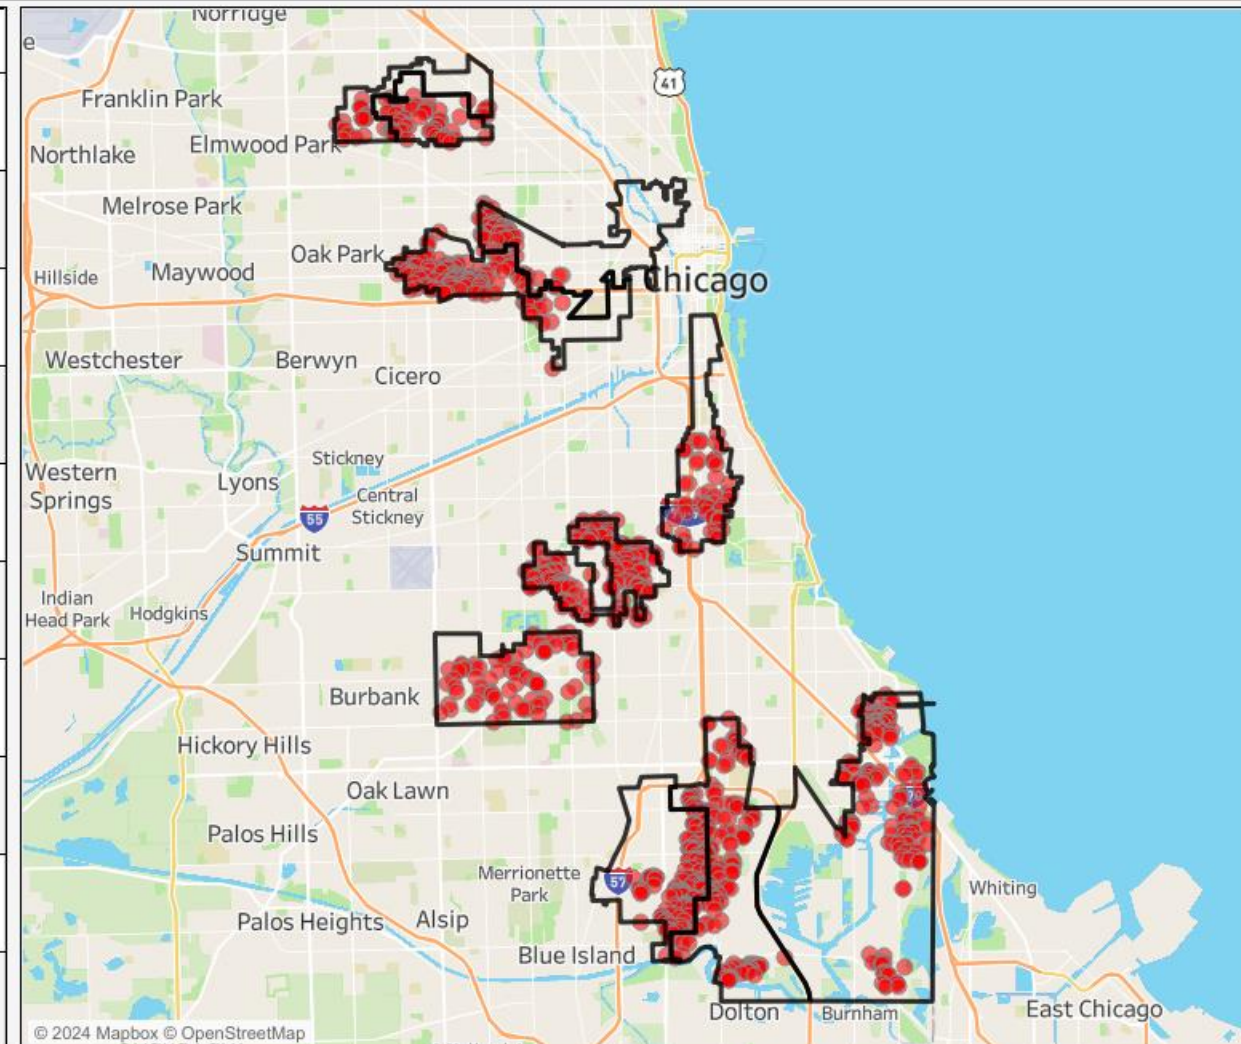 Norridge
e
41
Franklin Park
Elmwood Park
Northlake
Melrose Park
Oak Park
Hillside
Maywood
Chicago
Westchester
Berwyn
Cicero
Western
Springs
Stickney
Lyons
Central
Stickney
55
Summit
Indian
Head Park
Hodgkins
Burbank
Hickory Hills
Oak Lawn
Palos Hills
Merrionette
Park
57
Whiting
Palos Heights
Alsip
Blue Island
Dolton
Burnham
East Chicago
© 2024 Mapbox © OpenStreetMap